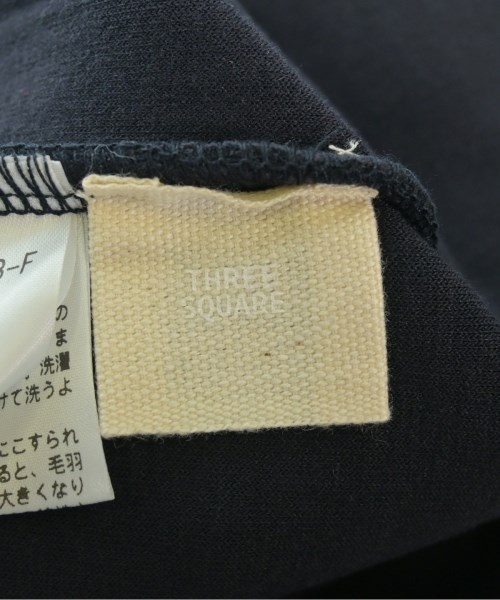 THREE
SQUARE
3-F
の
ま
洗濯
けて洗うよ
にこすられ
ると、毛羽
大きくなり